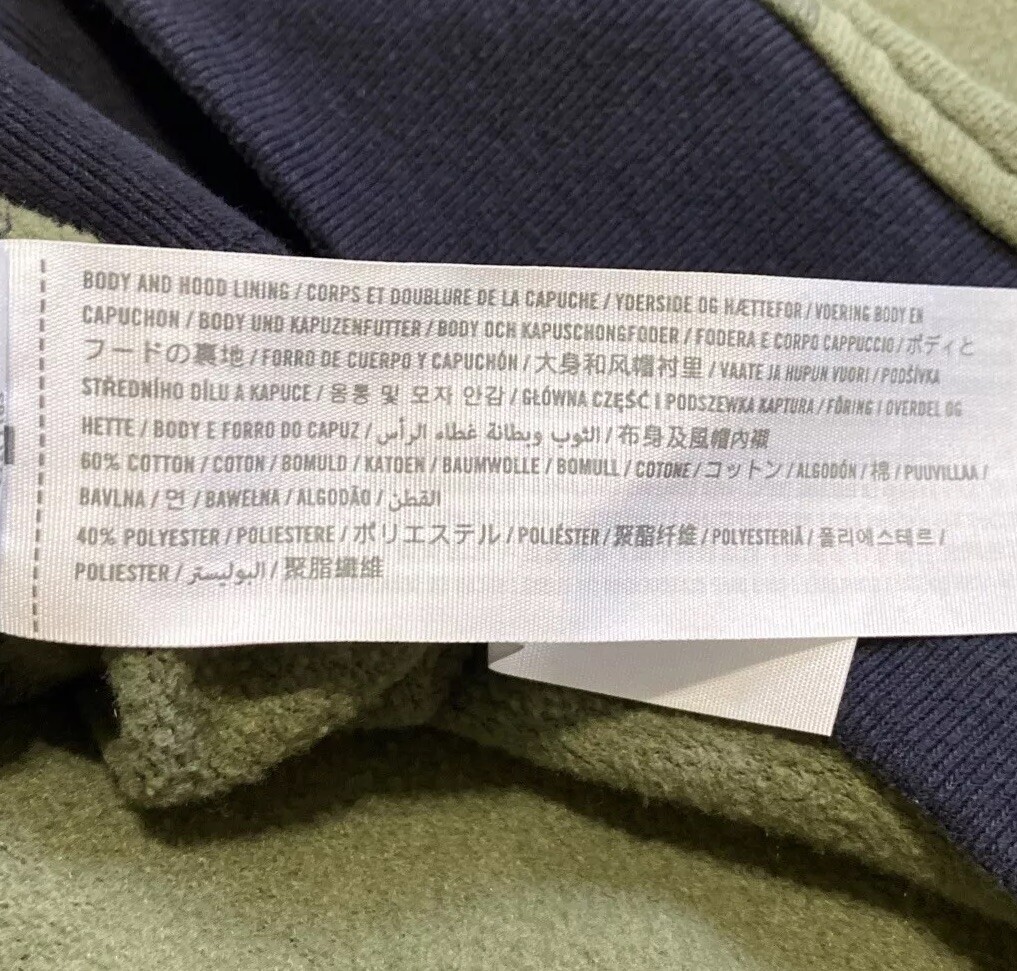 BODY AND HOOD LINING / CORPS ET DOUBLURE DE LA CAPUCHE / YDERSIDE OG HÆTTEFOR / VOERING BODY EN
CAPUCHON / BODY UND KAPUZENFUTTER / BODY OCH KAPUSCHONGFODER / FODERA E CORPO CAPPUCCIO / ボディと
フードの裏地 / FORRO DE CUERPO Y CAPUCHÓN / 大身和风帽衬里 / VAATE JA HUPUN VUORI / PODŠÍVKA
STŘEDNÍHO DÍLU A KAPUCE / 몸통 및 모자 안감 / GŁÓWNA CZĘŚĆ I PODSZEWKA KAPTURA / FÔRING I OVERDEL OG
HETTE / BODY E FORRO DO CAPUZ / الثوب وبطانة غطاء الرأس / 布身及風帽內襯
60% COTTON / COTON / BOMULD / KATOEN / BAUMWOLLE / BOMULL / COTONE / コットン / ALGODÓN / 棉 / PUUVILLAA /
BAVLNA / 면 / BAWEŁNA / ALGODÃO / القطن
40% POLYESTER / POLIESTERE / ポリエステル / POLIÉSTER / 聚酯纤维 / POLYESTERIÄ / 폴리에스테르 /
POLIESTER / البوليستر / 聚脂纖維